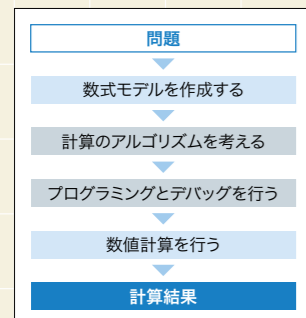 問題
数式モデルを作成する
計算のアルゴリズムを考える
プログラミングとデバッグを行う
数値計算を行う
計算結果